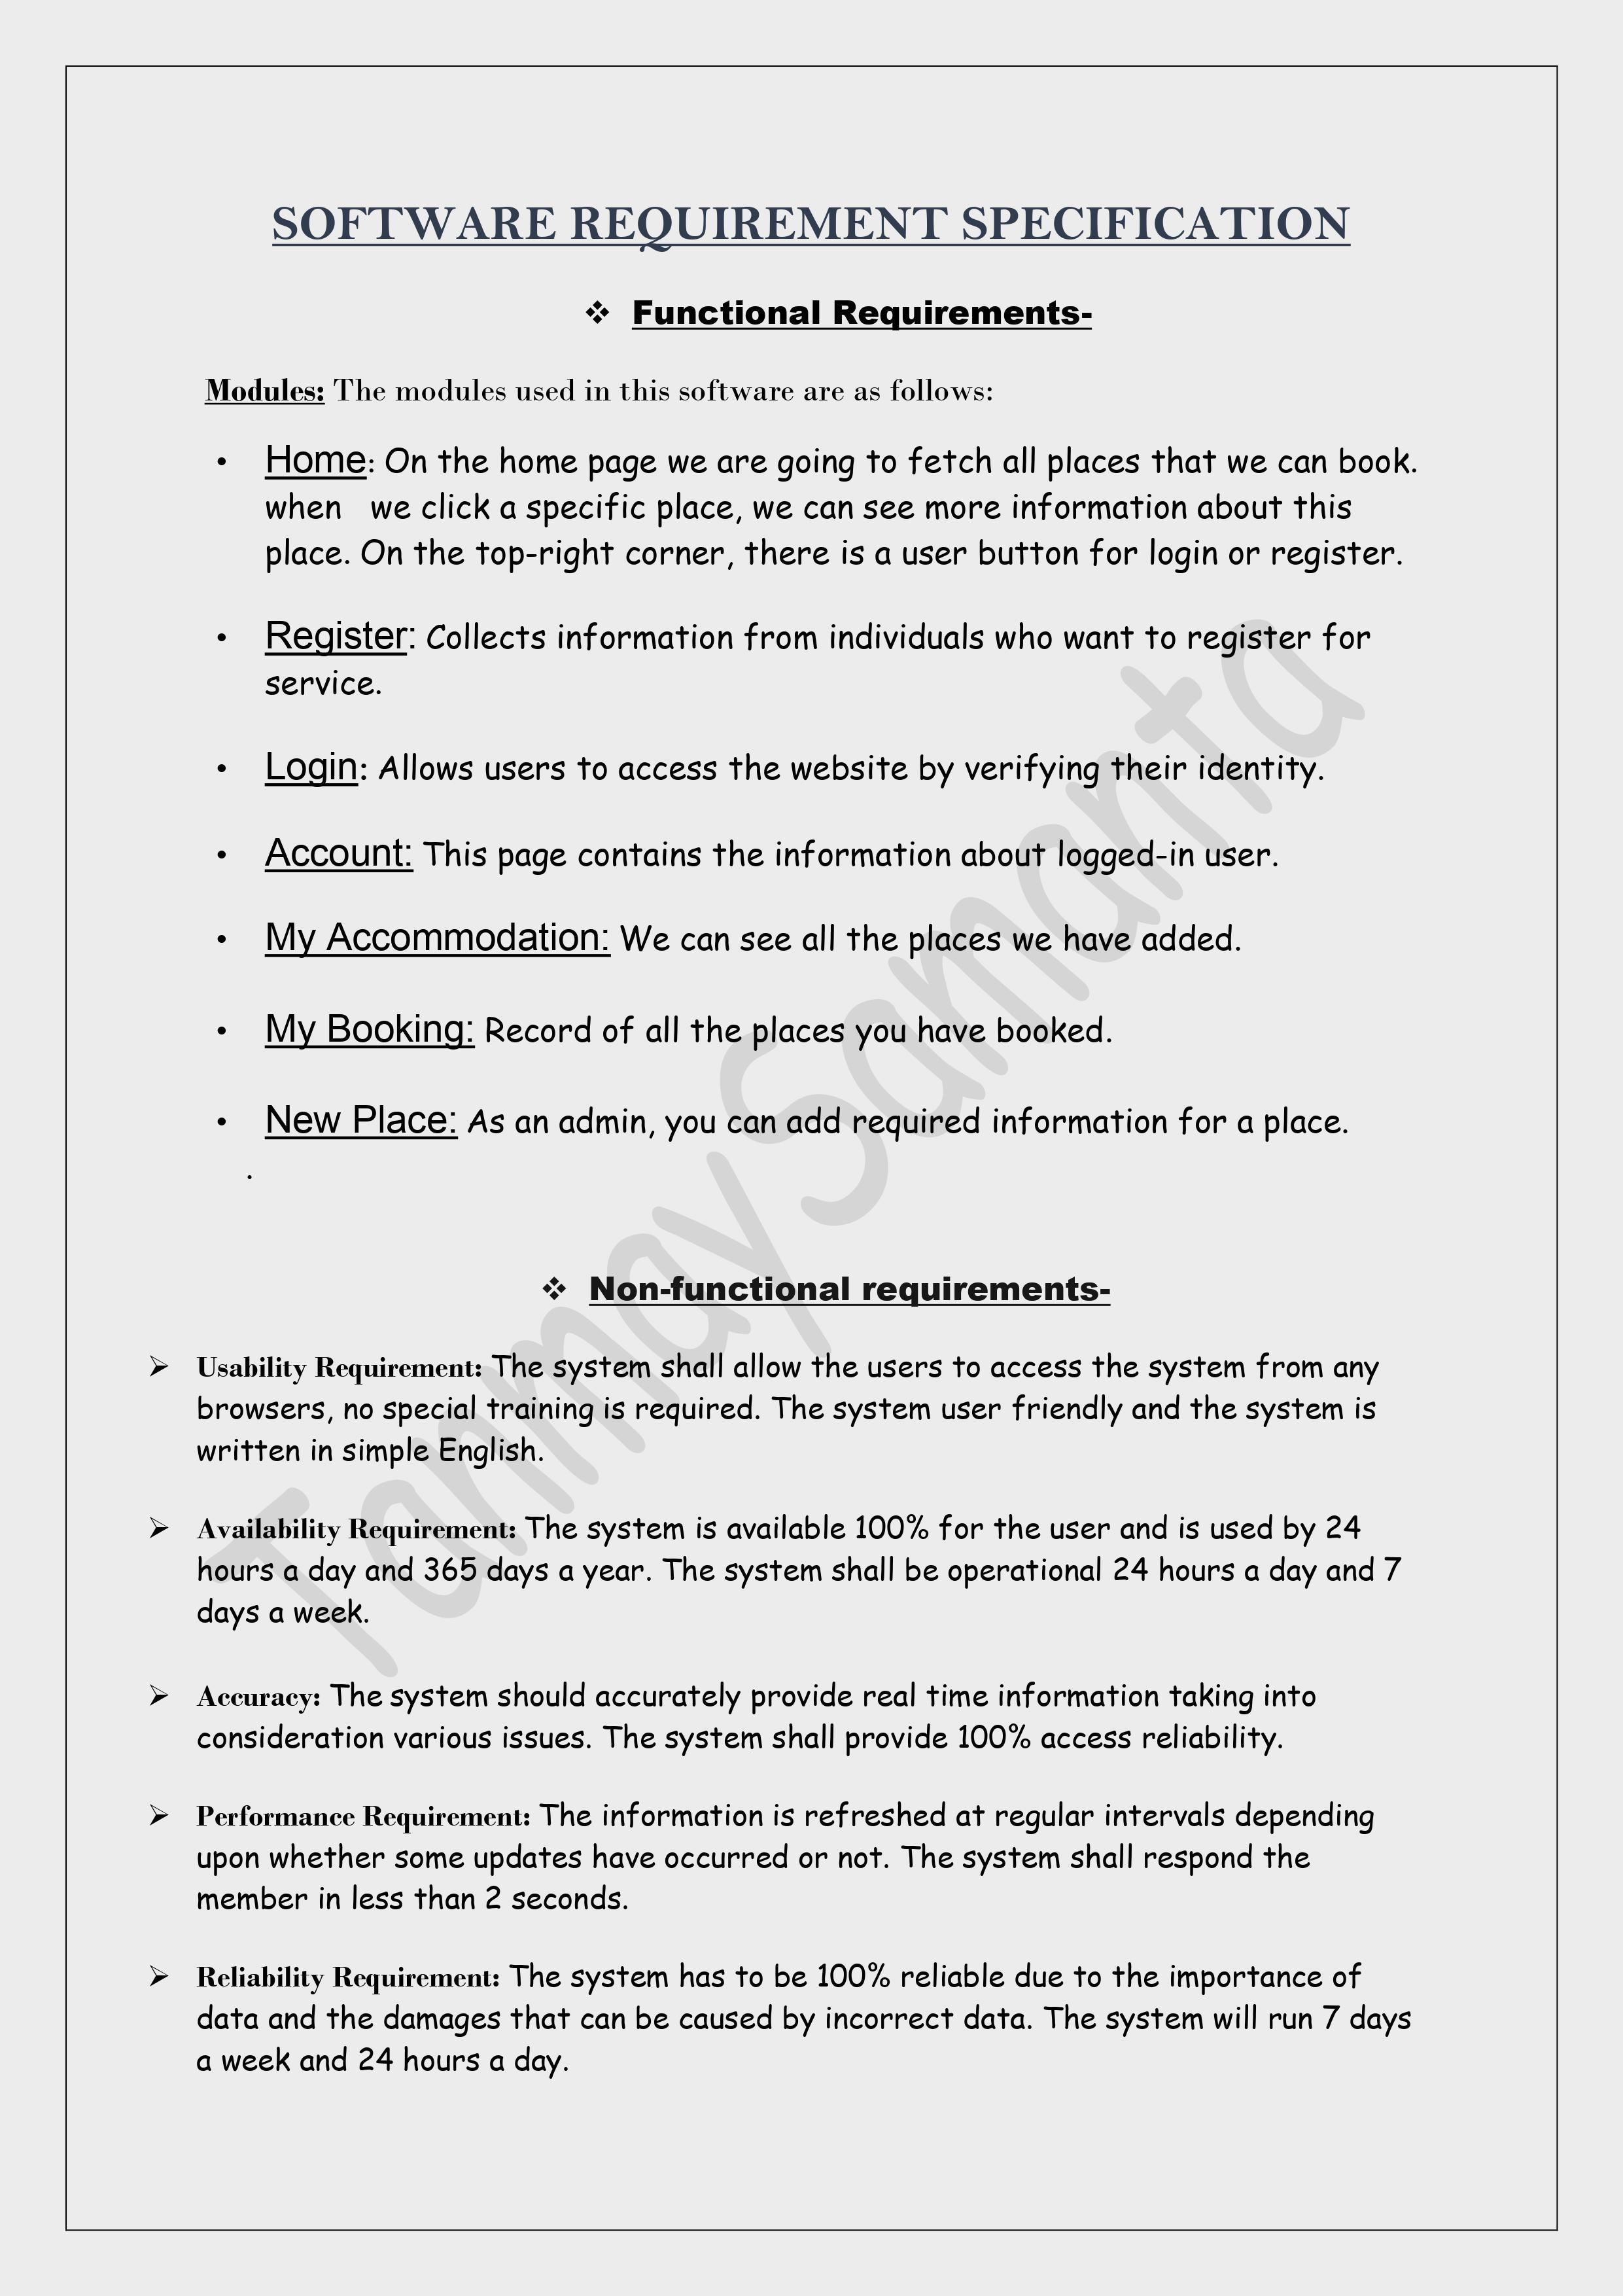 SOFTWARE REQUIREMENT SPECIFICATION
❖ Functional Requirements-
Modules: The modules used in this software are as follows:
• Home: On the home page we are going to fetch all places that we can book.
when we click a specific place, we can see more information about this
place. On the top-right corner, there is a user button for login or register.
• Register: Collects information from individuals who want to register for
service.
• Login: Allows users to access the website by verifying their identity.
• Account: This page contains the information about logged-in user.
• My Accommodation: We can see all the places we have added.
• My Booking: Record of all the places you have booked.
• New Place: As an admin, you can add required information for a place.
.
❖ Non-functional requirements-
➢ Usability Requirement: The system shall allow the users to access the system from any
browsers, no special training is required. The system user friendly and the system is
written in simple English.
➢ Availability Requirement: The system is available 100% for the user and is used by 24
hours a day and 365 days a year. The system shall be operational 24 hours a day and 7
days a week.
➢ Accuracy: The system should accurately provide real time information taking into
consideration various issues. The system shall provide 100% access reliability.
➢ Performance Requirement: The information is refreshed at regular intervals depending
upon whether some updates have occurred or not. The system shall respond the
member in less than 2 seconds.
➢ Reliability Requirement: The system has to be 100% reliable due to the importance of
data and the damages that can be caused by incorrect data. The system will run 7 days
a week and 24 hours a day.
Tanmay Samanta